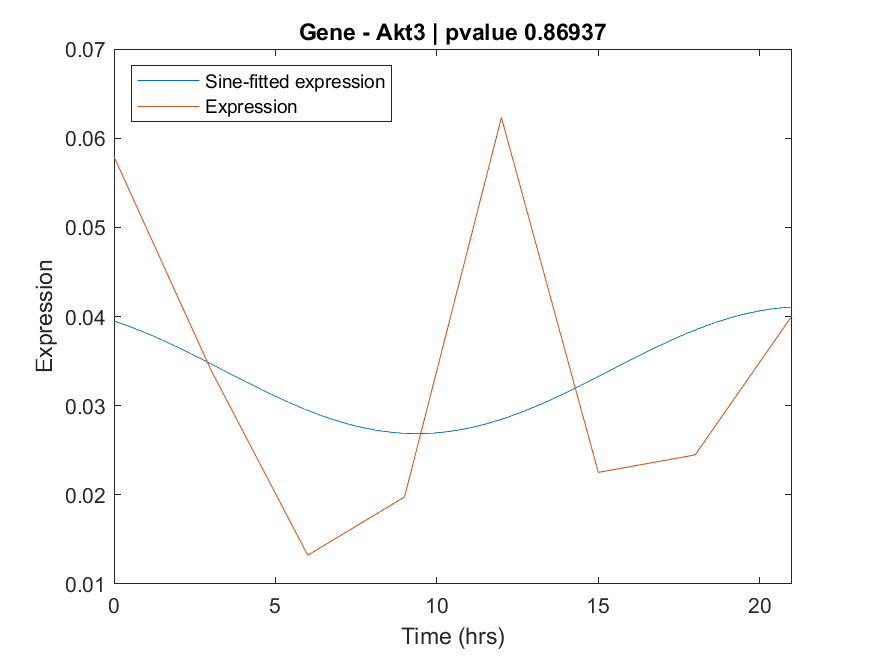 Gene - Akt3 | pvalue 0.86937
Sine-fitted expression
Expression
0.07
0.06
0.05
0.04
0.03
0.02
0.01
Expression
0
5
10
15
20
Time (hrs)